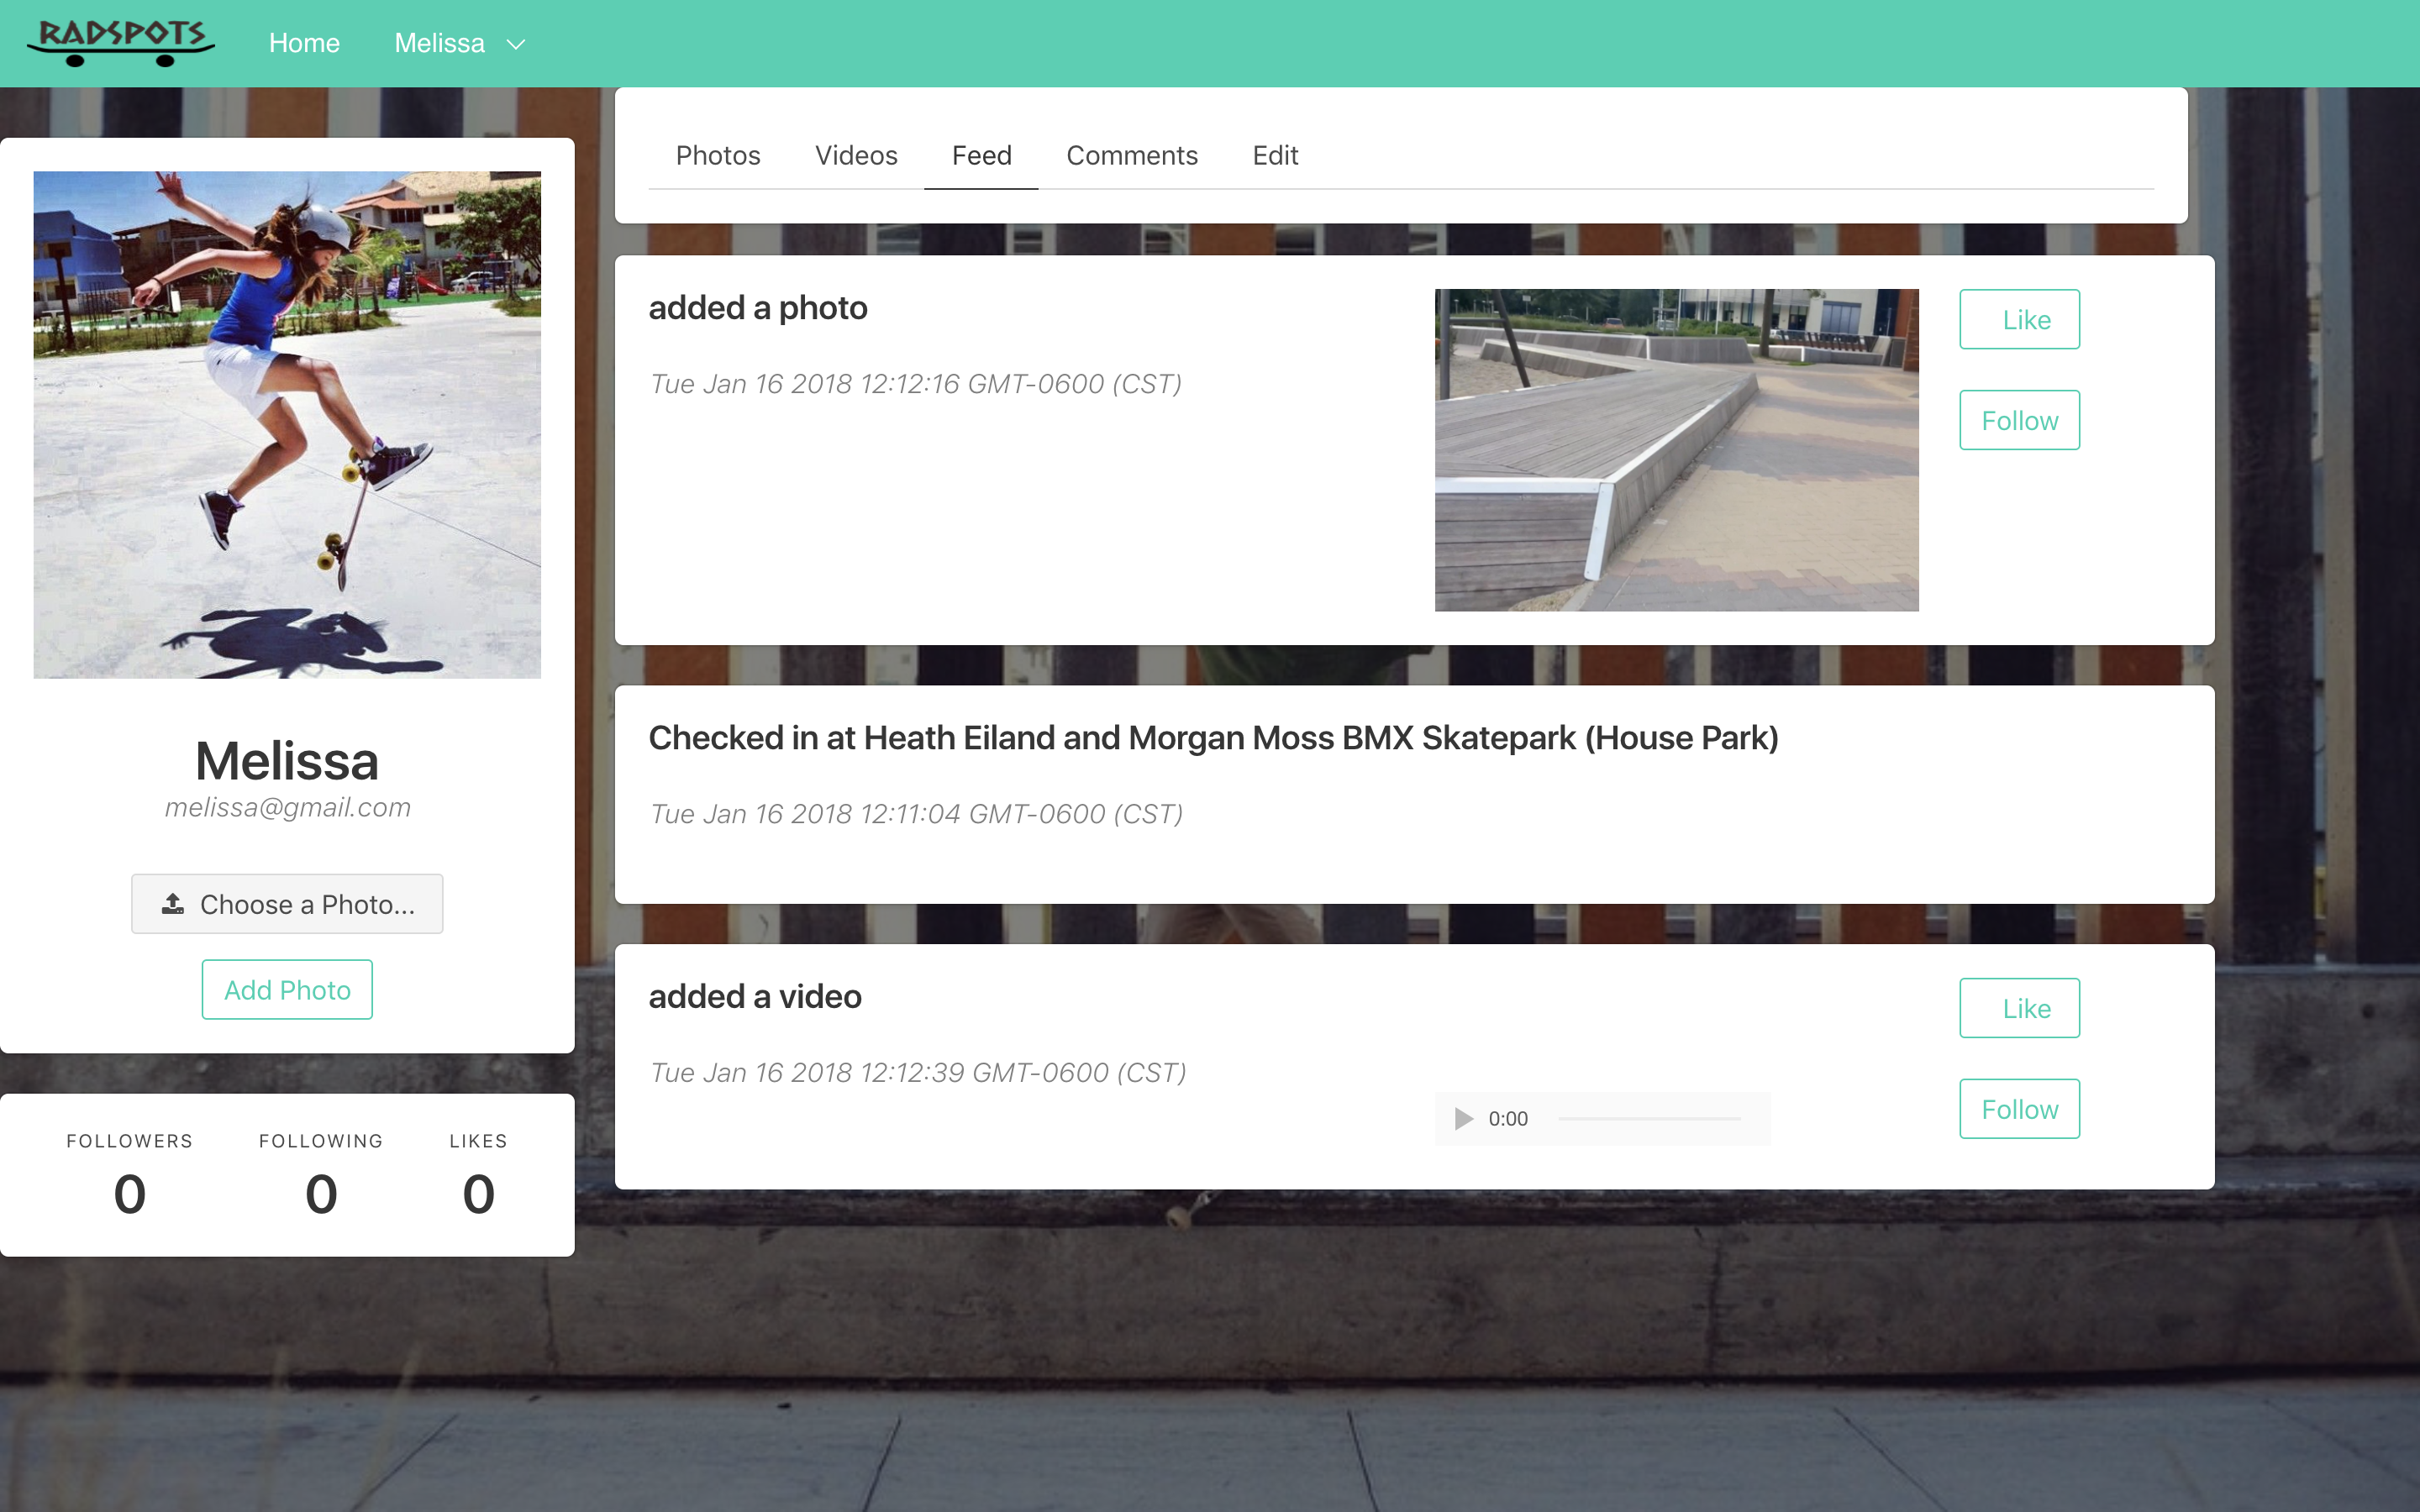 RADSPOTS
Home
Melissa
Photos
Videos
Feed
Comments
Edit
Melissa
melissa@gmail.com
Choose a Photo...
Add Photo
FOLLOWERS
FOLLOWING
LIKES
0
0
0
added a photo
Tue Jan 16 2018 12:12:16 GMT-0600 (CST)
Like
Follow
Checked in at Heath Eiland and Morgan Moss BMX Skatepark (House Park)
Tue Jan 16 2018 12:11:04 GMT-0600 (CST)
added a video
Tue Jan 16 2018 12:12:39 GMT-0600 (CST)
0:00
Like
Follow